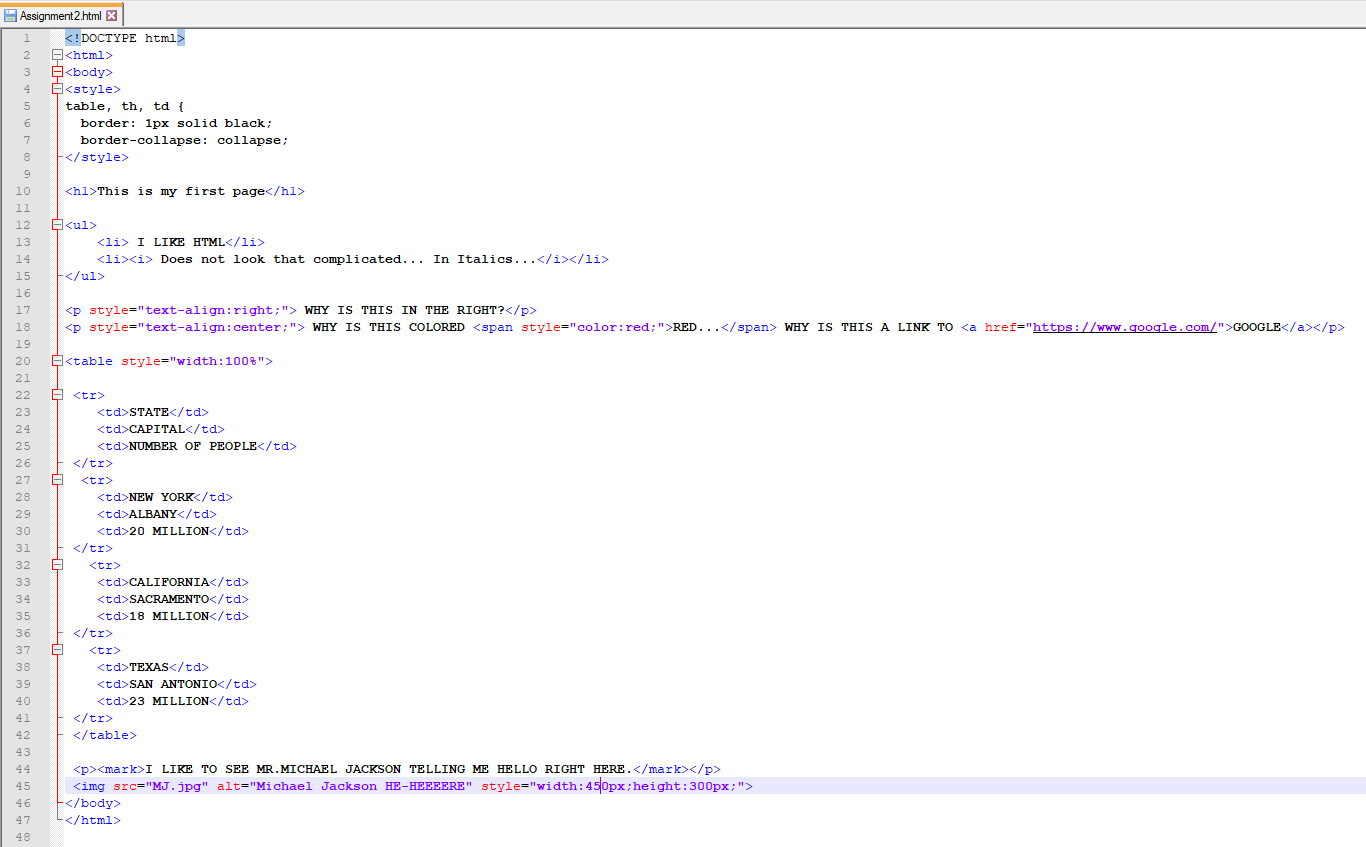 Assignment2.html
1 <!DOCTYPE html>
2 <html>
3 <body>
4 <style>
5 table, th, td {
6   border: 1px solid black;
7   border-collapse: collapse;
8 </style>
9
10 <h1>This is my first page</h1>
11
12 <ul>
13     <li> I LIKE HTML</li>
14     <li><i> Does not look that complicated... In Italics...</i></li>
15 </ul>
16
17 <p style="text-align:right;"> WHY IS THIS IN THE RIGHT?</p>
18 <p style="text-align:center;"> WHY IS THIS COLORED <span style="color:red;">RED...</span> WHY IS THIS A LINK TO <a href="https://www.google.com/">GOOGLE</a></p>
19
20 <table style="width:100%">
21
22  <tr>
23     <td>STATE</td>
24     <td>CAPITAL</td>
25     <td>NUMBER OF PEOPLE</td>
26  </tr>
27   <tr>
28     <td>NEW YORK</td>
29     <td>ALBANY</td>
30     <td>20 MILLION</td>
31  </tr>
32    <tr>
33     <td>CALIFORNIA</td>
34     <td>SACRAMENTO</td>
35     <td>18 MILLION</td>
36  </tr>
37    <tr>
38     <td>TEXAS</td>
39     <td>SAN ANTONIO</td>
40     <td>23 MILLION</td>
41  </tr>
42  </table>
43
44  <p><mark>I LIKE TO SEE MR.MICHAEL JACKSON TELLING ME HELLO RIGHT HERE.</mark></p>
45  <img src="MJ.jpg" alt="Michael Jackson HE-HEEEERE" style="width:450px;height:300px;">
46 </body>
47 </html>
48